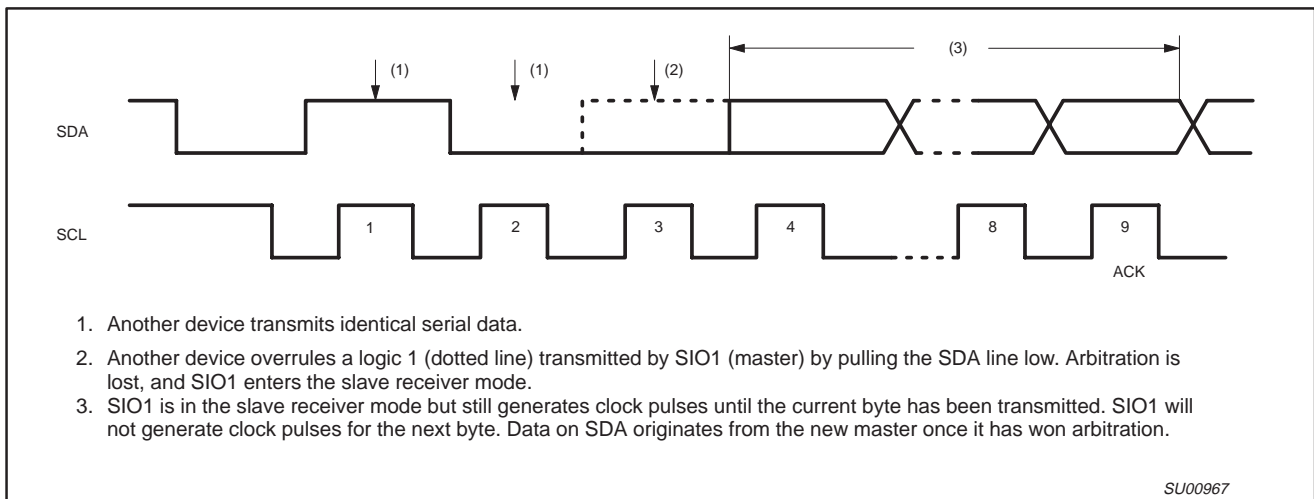 (3)
(1) (1) (2)
SDA
SCL 1 2 3 4 8 9
ACK
1. Another device transmits identical serial data.
2. Another device overrules a logic 1 (dotted line) transmitted by SIO1 (master) by pulling the SDA line low. Arbitration is
lost, and SIO1 enters the slave receiver mode.
3. SIO1 is in the slave receiver mode but still generates clock pulses until the current byte has been transmitted. SIO1 will
not generate clock pulses for the next byte. Data on SDA originates from the new master once it has won arbitration.
SU00967